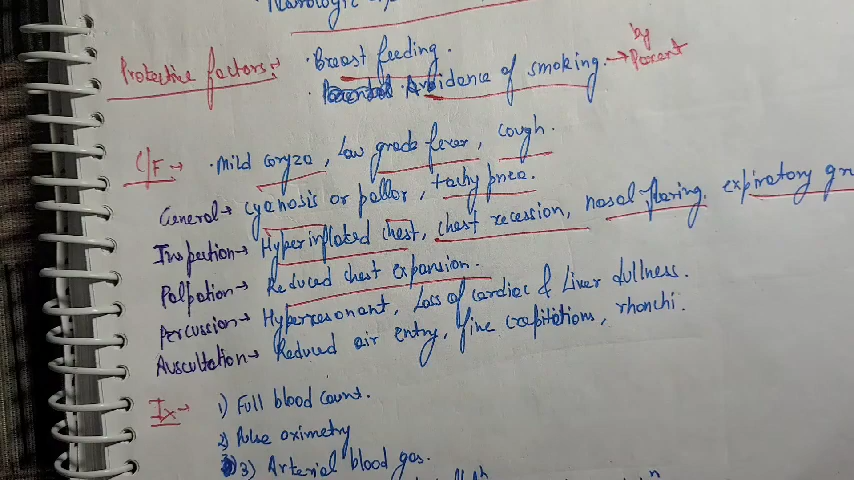 Protective factors:- · Breast feeding.
· Avoidence of smoking. → by Parent
C/F:- · Mild coryza, Low grade fever, cough.
General→ cyanosis or pallor, tachypnea.
Inspection→ Hyperinflated chest, chest recession, nasal flaring, expiratory gr
Palpation→ Reduced chest expansion.
Percussion→ Hyperresonant, Loss of cardiac & Liver dullness.
Auscultation→ Reduced air entry, fine crepitations, rhonchi.
Ix→ 1) Full blood count.
2) Pulse oximetry
3) Arterial blood gas.